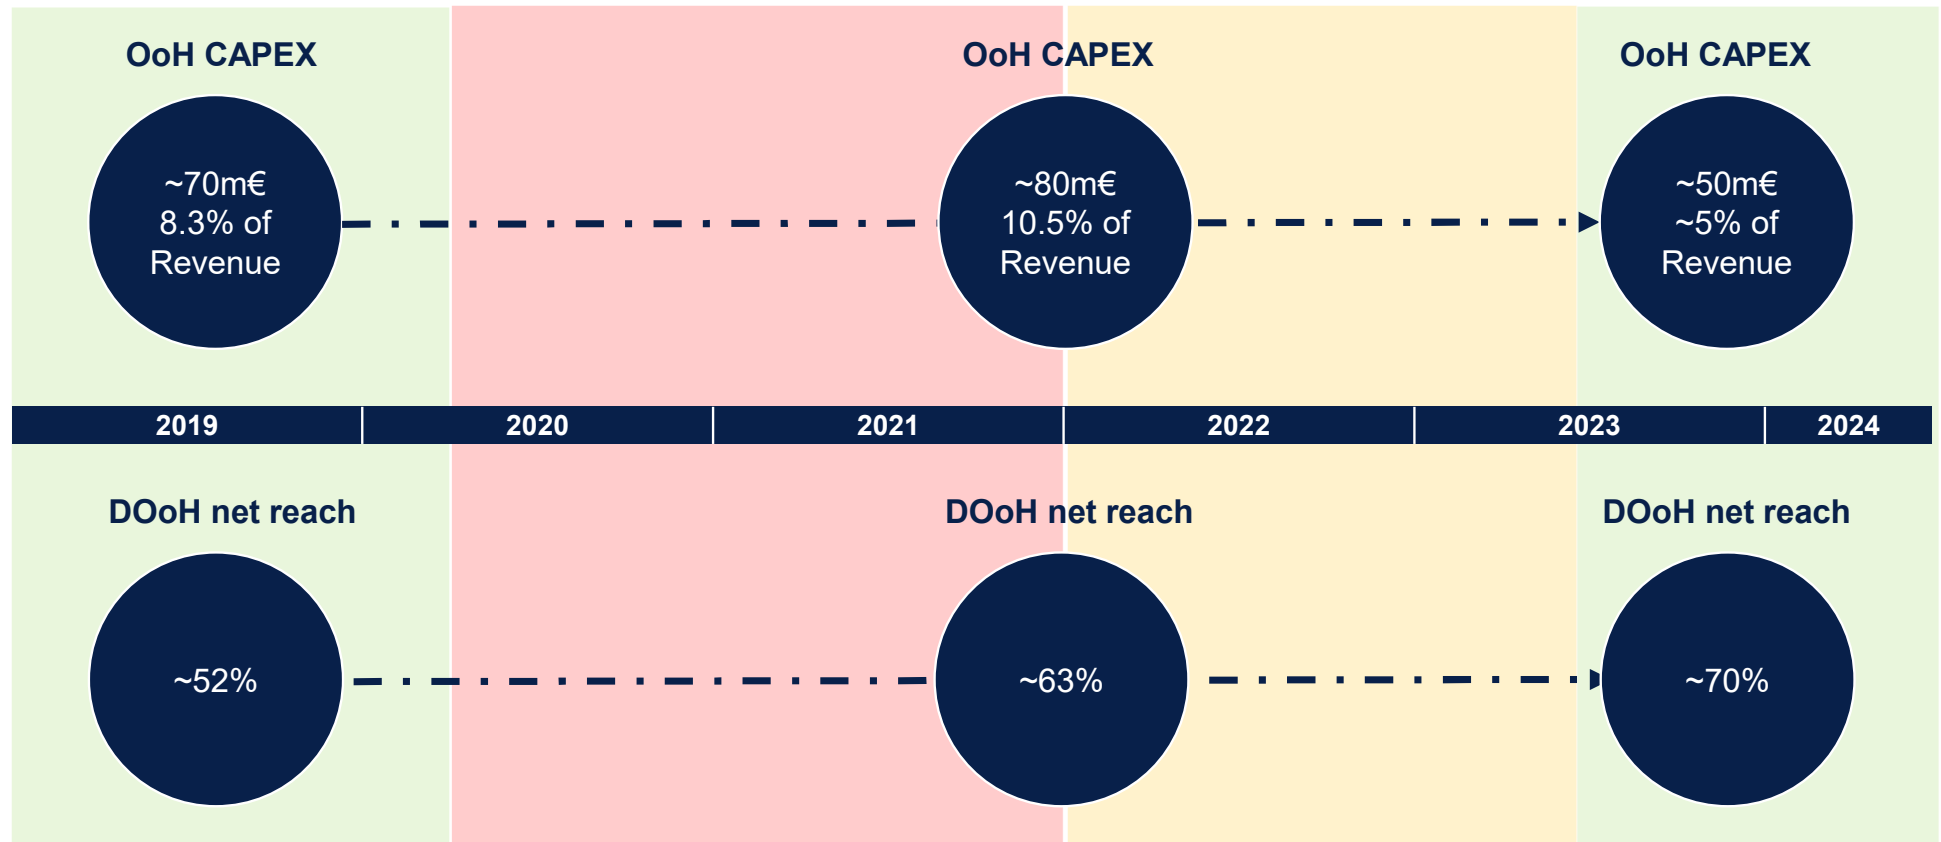 OoH CAPEX
OoH CAPEX
OoH CAPEX
~70m€
8.3% of
Revenue
~80m€
10.5% of
Revenue
~50m€
~5% of
Revenue
2019
2020
2021
2022
2023
2024
DOoH net reach
DOoH net reach
DOoH net reach
~52%
~63%
~70%